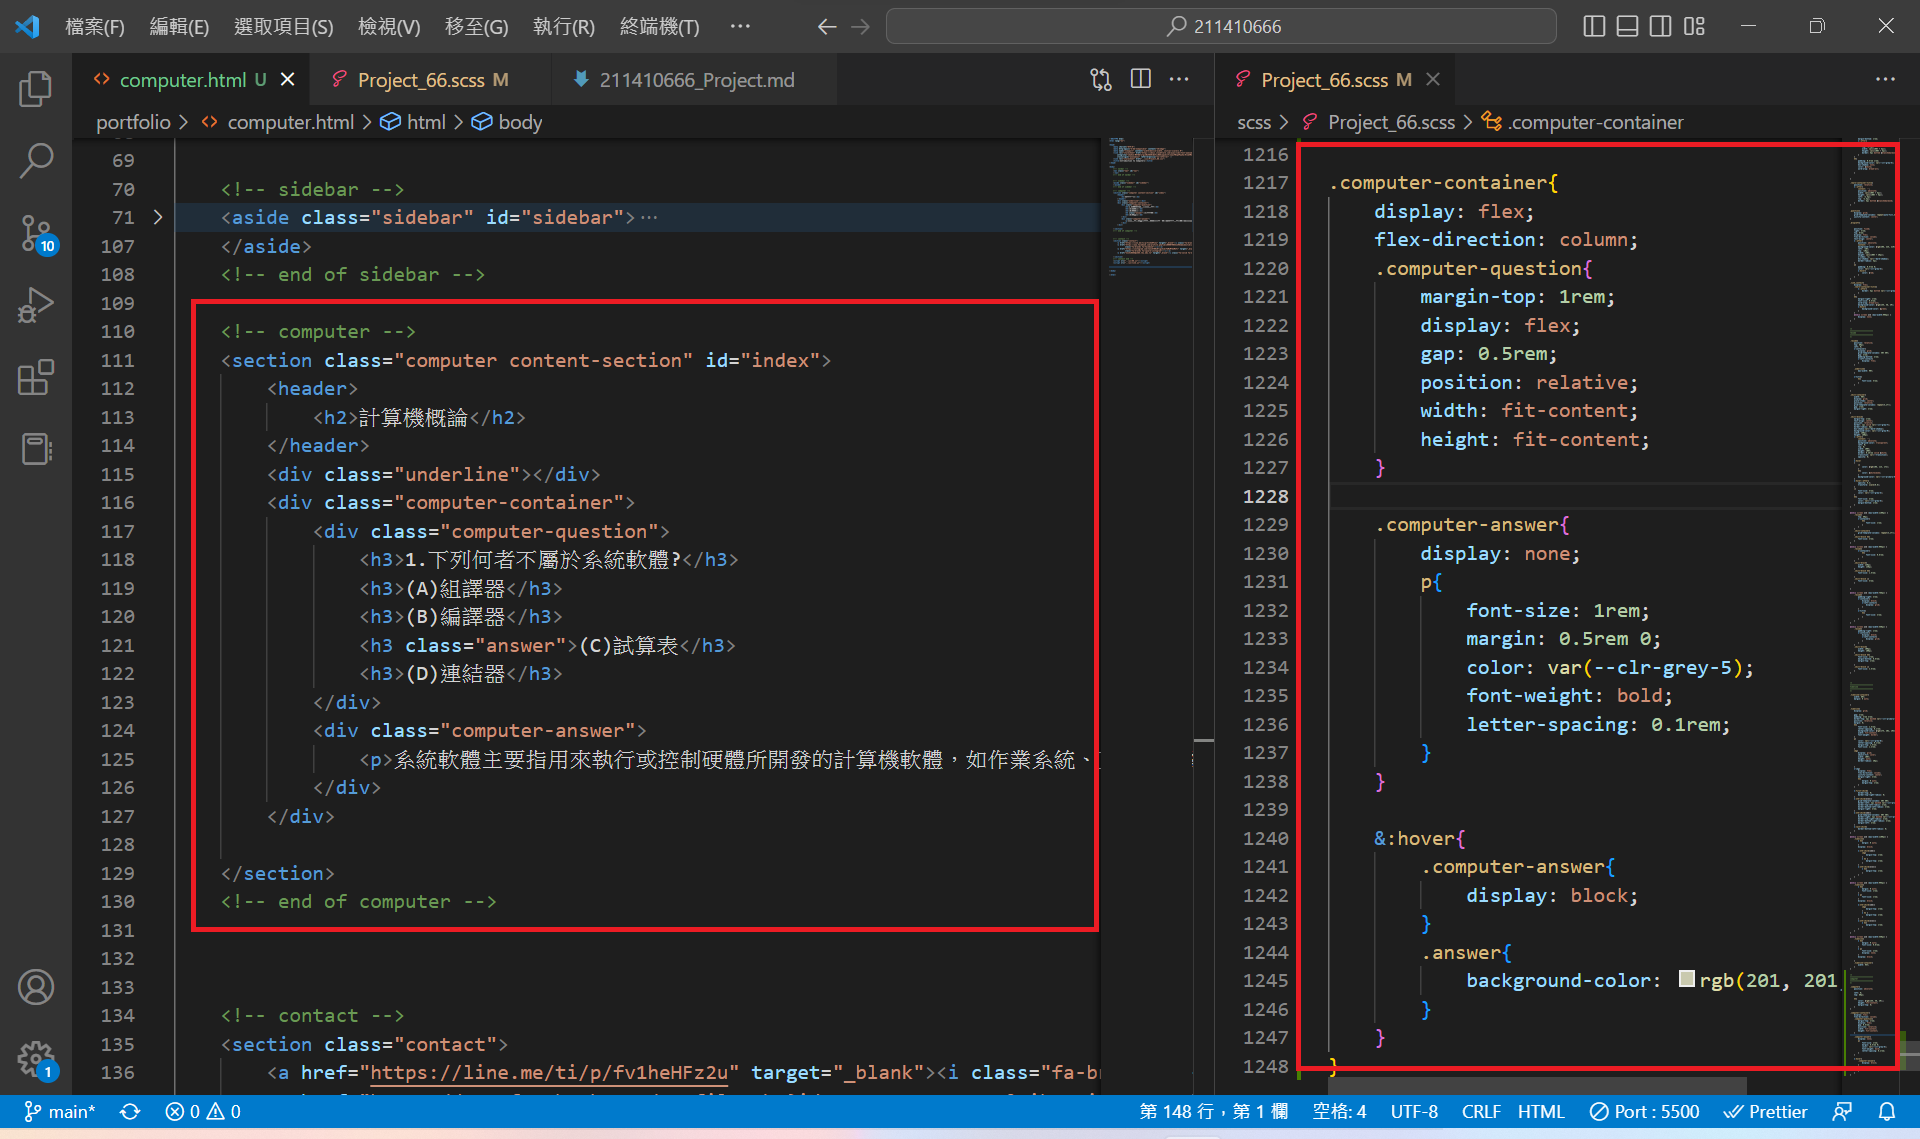 檔案(F) 編輯(E) 選取項目(S) 檢視(V) 移至(G) 執行(R) 終端機(T) ··· 211410666
computer.html U
Project_66.scss M
211410666_Project.md
portfolio > computer.html > html > body
69
70 <!-- sidebar -->
71 <aside class="sidebar" id="sidebar">···
107 </aside>
108 <!-- end of sidebar -->
109
110 <!-- computer -->
111 <section class="computer content-section" id="index">
112 <header>
113 <h2>計算機概論</h2>
114 </header>
115 <div class="underline"></div>
116 <div class="computer-container">
117 <div class="computer-question">
118 <h3>1.下列何者不屬於系統軟體?</h3>
119 <h3>(A)組譯器</h3>
120 <h3>(B)編譯器</h3>
121 <h3 class="answer">(C)試算表</h3>
122 <h3>(D)連結器</h3>
123 </div>
124 <div class="computer-answer">
125 <p>系統軟體主要指用來執行或控制硬體所開發的計算機軟體，如作業系統、
126 </div>
127 </div>
128
129 </section>
130 <!-- end of computer -->
131
132
133
134 <!-- contact -->
135 <section class="contact">
136 <a href="https://line.me/ti/p/fv1heHFz2u" target="_blank"><i class="fa-br
Project_66.scss M
scss > Project_66.scss > .computer-container
1216
1217 .computer-container{
1218 display: flex;
1219 flex-direction: column;
1220 .computer-question{
1221 margin-top: 1rem;
1222 display: flex;
1223 gap: 0.5rem;
1224 position: relative;
1225 width: fit-content;
1226 height: fit-content;
1227 }
1228
1229 .computer-answer{
1230 display: none;
1231 p{
1232 font-size: 1rem;
1233 margin: 0.5rem 0;
1234 color: var(--clr-grey-5);
1235 font-weight: bold;
1236 letter-spacing: 0.1rem;
1237 }
1238 }
1239
1240 &:hover{
1241 .computer-answer{
1242 display: block;
1243 }
1244 .answer{
1245 background-color: rgb(201, 201,
1246 }
1247 }
1248 }
10
1
main* 0 0 第 148 行，第 1 欄 空格: 4 UTF-8 CRLF HTML Port : 5500 Prettier